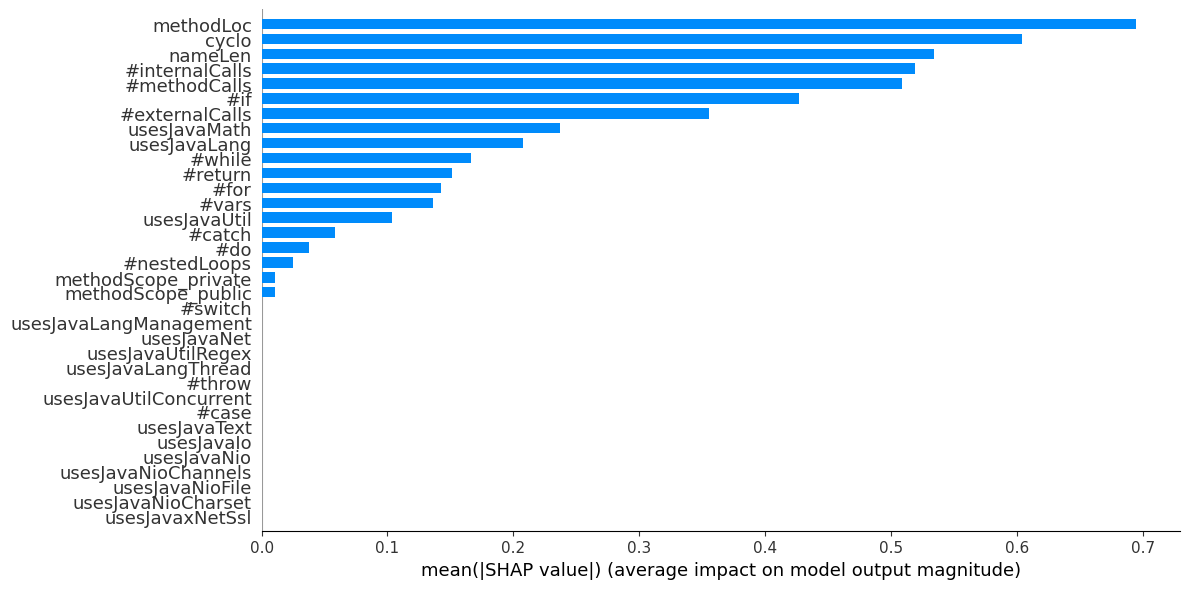 methodLoc
cyclo
nameLen
#internalCalls
#methodCalls
#if
#externalCalls
usesJavaMath
usesJavaLang
#while
#return
#for
#vars
usesJavaUtil
#catch
#do
#nestedLoops
methodScope_private
methodScope_public
#switch
usesJavaLangManagement
usesJavaNet
usesJavaUtilRegex
usesJavaLangThread
#throw
usesJavaUtilConcurrent
#case
usesJavaText
usesJavaIo
usesJavaNio
usesJavaNioChannels
usesJavaNioFile
usesJavaNioCharset
usesJavaxNetSsl
0.0 0.1 0.2 0.3 0.4 0.5 0.6 0.7
mean(|SHAP value|) (average impact on model output magnitude)